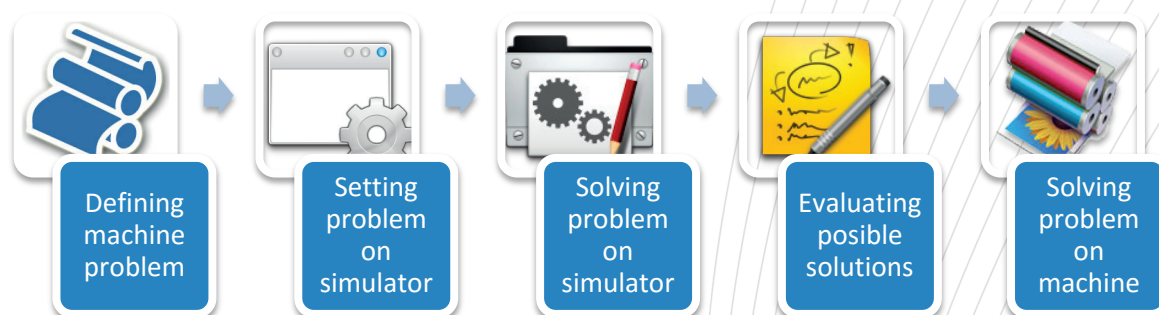 Defining
machine
problem
Setting
problem
on
simulator
Solving
problem
on
simulator
Evaluating
posible
solutions
Solving
problem
on
machine